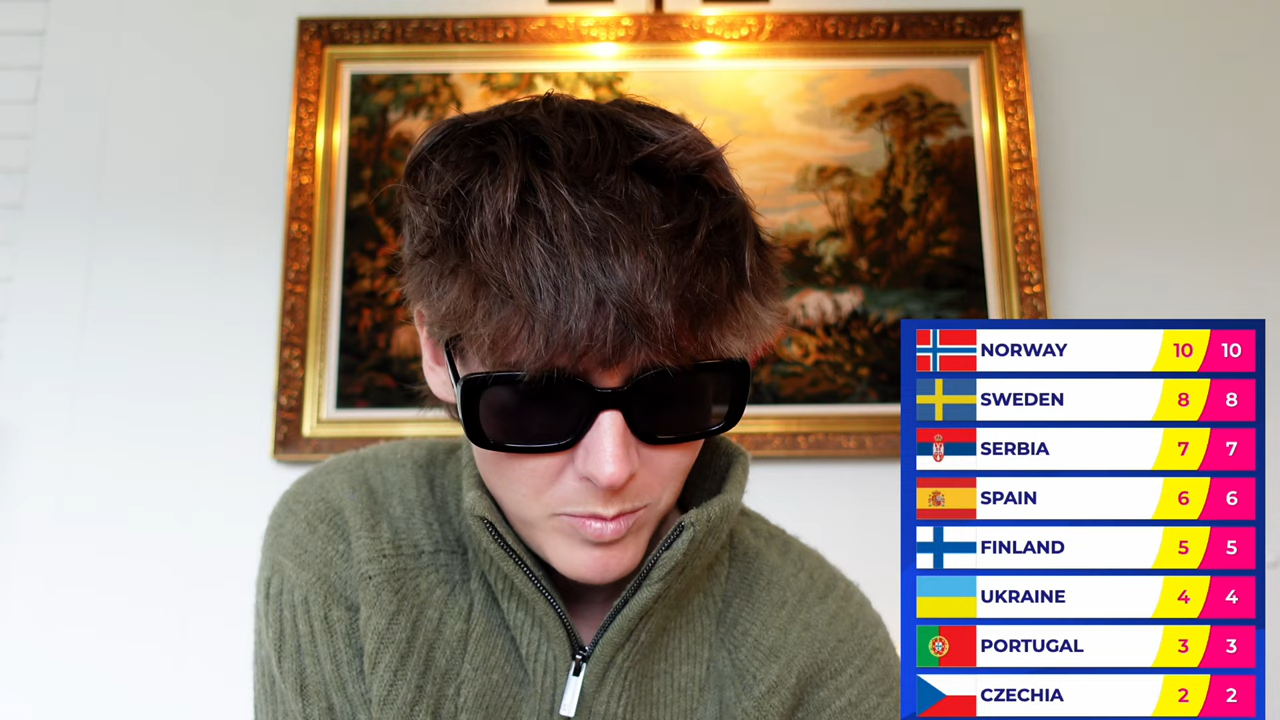 NORWAY 10 10
SWEDEN 8 8
SERBIA 7 7
SPAIN 6 6
FINLAND 5 5
UKRAINE 4 4
PORTUGAL 3 3
CZECHIA 2 2